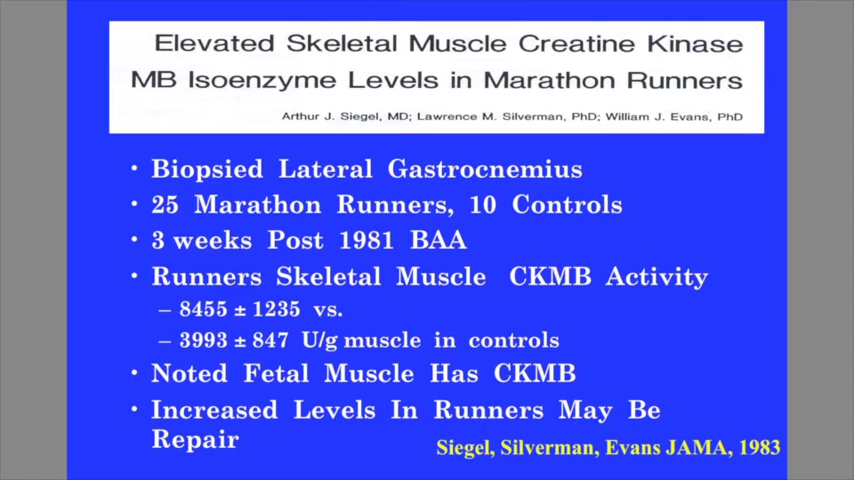 Elevated Skeletal Muscle Creatine Kinase
MB Isoenzyme Levels in Marathon Runners
Arthur J. Siegel, MD; Lawrence M. Silverman, PhD; William J. Evans, PhD
• Biopsied Lateral Gastrocnemius
• 25 Marathon Runners, 10 Controls
• 3 weeks Post 1981 BAA
• Runners Skeletal Muscle CKMB Activity
– 8455 ± 1235 vs.
– 3993 ± 847 U/g muscle in controls
• Noted Fetal Muscle Has CKMB
• Increased Levels In Runners May Be
Repair
Siegel, Silverman, Evans JAMA, 1983